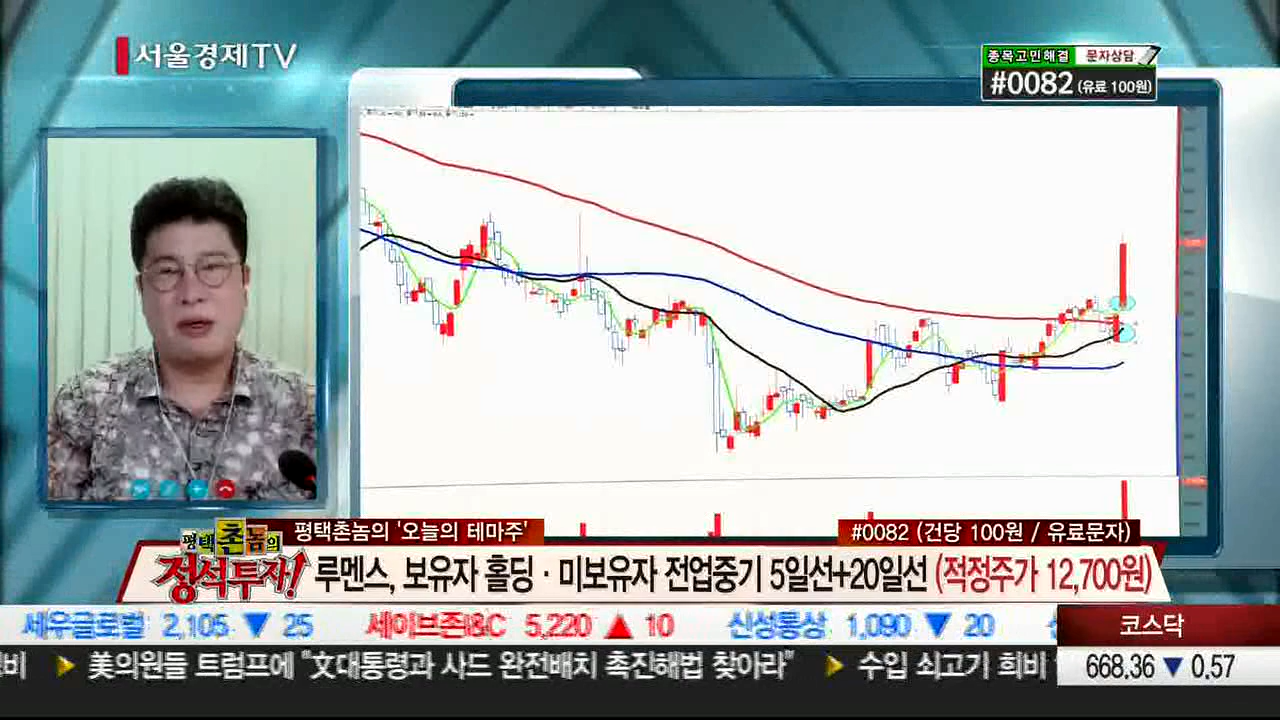 서울경제TV
종목고민해결 문자상담
#0082 (유료 100원)
평택촌놈의 '오늘의 테마주'
#0082 (건당 100원 / 유료문자)
평택촌놈의
정석투자!
루멘스, 보유자 홀딩 · 미보유자 전업중기 5일선+20일선 (적정주가 12,700원)
세우글로벌 2,105 ▼ 25 세이브존I&C 5,220 ▲ 10 신성통상 1,090 ▼ 20
코스닥
美의원들 트럼프에 "文대통령과 사드 완전배치 촉진해법 찾아라" 수입 쇠고기 희비
668.36 ▼ 0.57